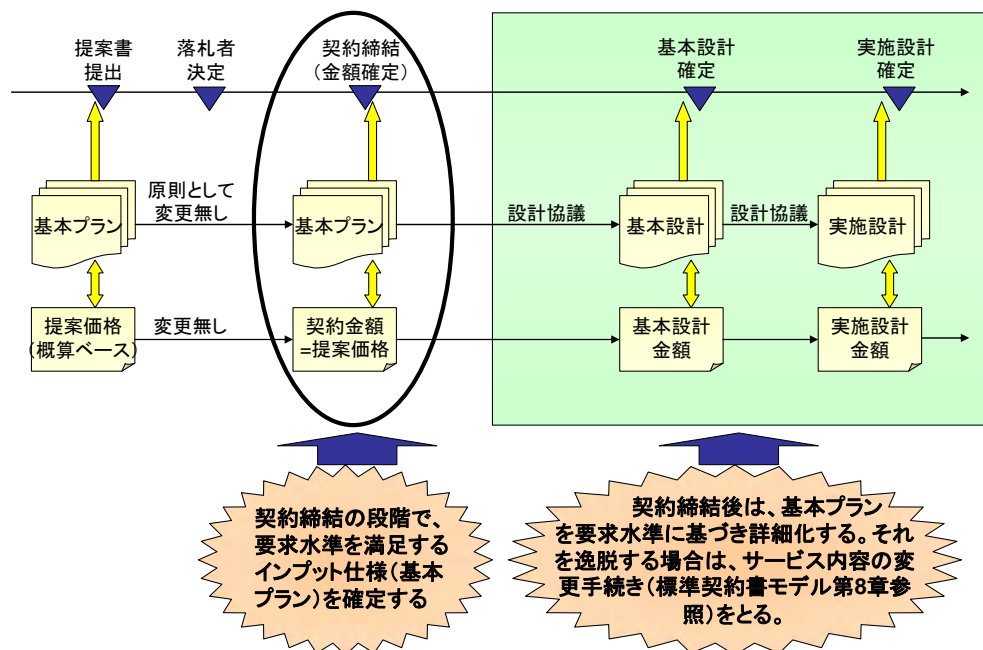 提案書
提出
落札者
決定
契約締結
（金額確定）
基本設計
確定
実施設計
確定
基本プラン
原則として
変更無し
基本プラン
設計協議
基本設計
設計協議
実施設計
提案価格
(概算ベース)
変更無し
契約金額
=提案価格
基本設計
金額
実施設計
金額
契約締結の段階で、
要求水準を満足する
インプット仕様（基本
プラン）を確定する
契約締結後は、基本プラン
を要求水準に基づき詳細化する。それ
を逸脱する場合は、サービス内容の変
更手続き（標準契約書モデル第8章参
照）をとる。